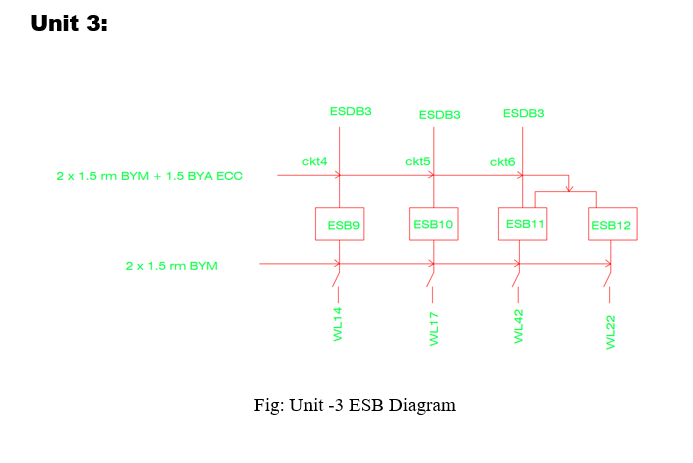 Unit 3:
ESDB3
ESDB3
ESDB3
ckt4
ckt5
ckt6
2 x 1.5 rm BYM + 1.5 BYA ECC
ESB9
ESB10
ESB11
ESB12
2 x 1.5 rm BYM
WL14
WL17
WL42
WL22
Fig: Unit -3 ESB Diagram